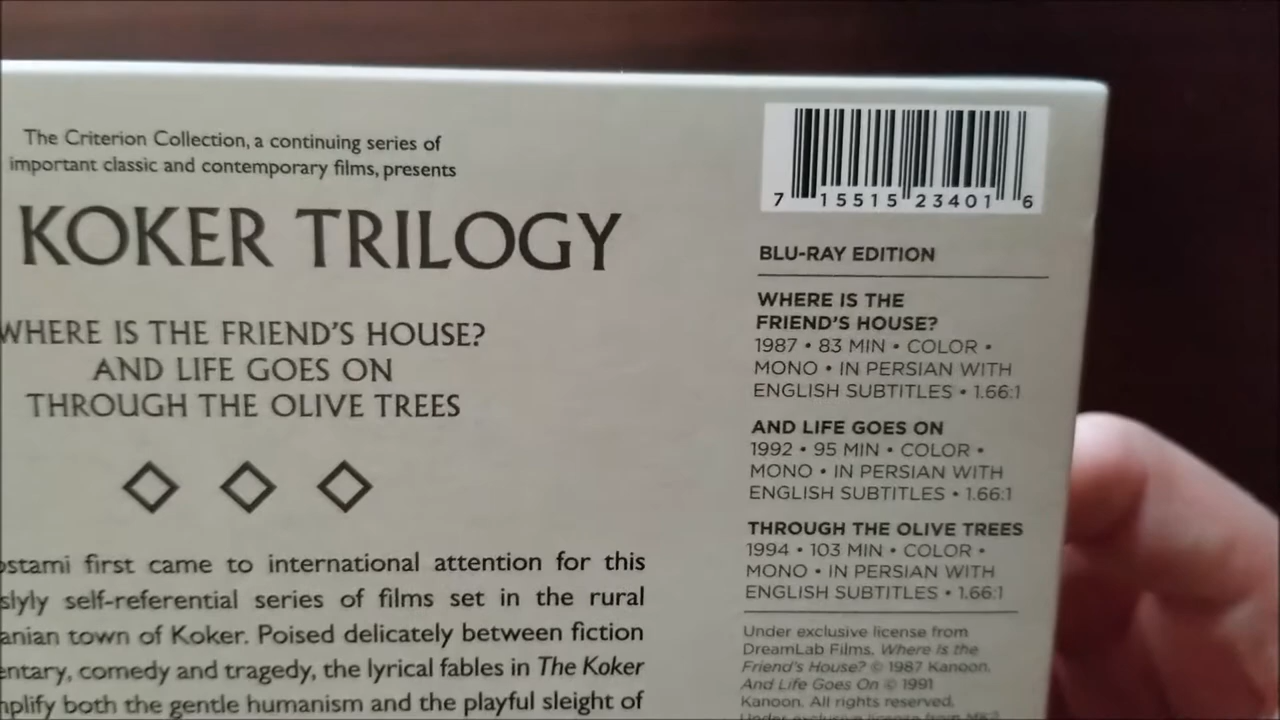 The Criterion Collection, a continuing series of
important classic and contemporary films, presents
KOKER TRILOGY
WHERE IS THE FRIEND'S HOUSE?
AND LIFE GOES ON
THROUGH THE OLIVE TREES
first came to international attention for this
self-referential series of films set in the rural
town of Koker. Poised delicately between fiction
comedy and tragedy, the lyrical fables in The Koker
both the gentle humanism and the playful sleight of
7 15515 23401 6
BLU-RAY EDITION
WHERE IS THE
FRIEND'S HOUSE?
1987 • 83 MIN • COLOR •
MONO • IN PERSIAN WITH
ENGLISH SUBTITLES • 1.66:1
AND LIFE GOES ON
1992 • 95 MIN • COLOR •
MONO • IN PERSIAN WITH
ENGLISH SUBTITLES • 1.66:1
THROUGH THE OLIVE TREES
1994 • 103 MIN • COLOR •
MONO • IN PERSIAN WITH
ENGLISH SUBTITLES • 1.66:1
Under exclusive license from
DreamLab Films. Where Is the
Friend's House? © 1987 Kanoon.
And Life Goes On © 1991
Kanoon. All rights reserved.
Under exclusive license from MK2